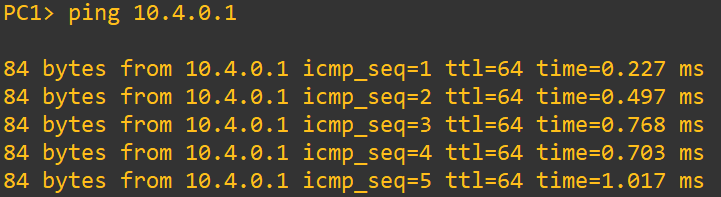 PC1> ping 10.4.0.1
84 bytes from 10.4.0.1 icmp_seq=1 ttl=64 time=0.227 ms
84 bytes from 10.4.0.1 icmp_seq=2 ttl=64 time=0.497 ms
84 bytes from 10.4.0.1 icmp_seq=3 ttl=64 time=0.768 ms
84 bytes from 10.4.0.1 icmp_seq=4 ttl=64 time=0.703 ms
84 bytes from 10.4.0.1 icmp_seq=5 ttl=64 time=1.017 ms